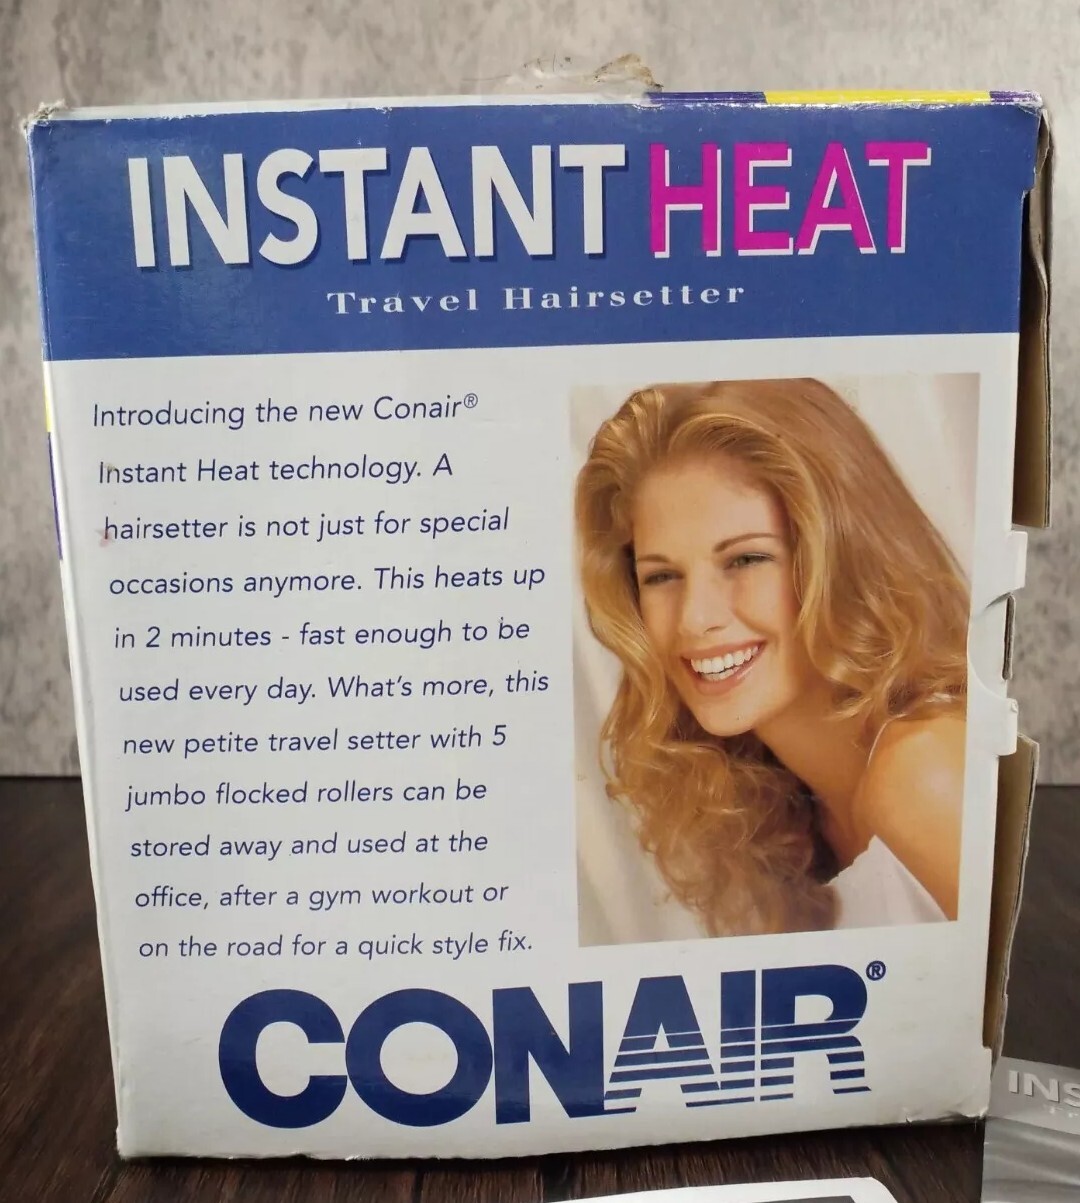 INSTANT HEAT
Travel Hairsetter
Introducing the new Conair®
Instant Heat technology. A
hairsetter is not just for special
occasions anymore. This heats up
in 2 minutes - fast enough to be
used every day. What's more, this
new petite travel setter with 5
jumbo flocked rollers can be
stored away and used at the
office, after a gym workout or
on the road for a quick style fix.
CONAIR®
INS